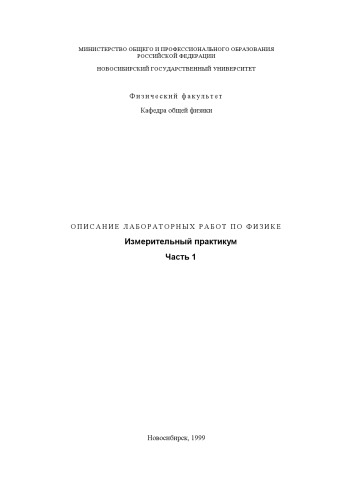 МИНИСТЕРСТВО ОБЩЕГО И ПРОФЕССИОНАЛЬНОГО ОБРАЗОВАНИЯ
РОССИЙСКОЙ ФЕДЕРАЦИИ
НОВОСИБИРСКИЙ ГОСУДАРСТВЕННЫЙ УНИВЕРСИТЕТ
Физический факультет
Кафедра общей физики
ОПИСАНИЕ ЛАБОРАТОРНЫХ РАБОТ ПО ФИЗИКЕ
Измерительный практикум
Часть 1
Новосибирск, 1999